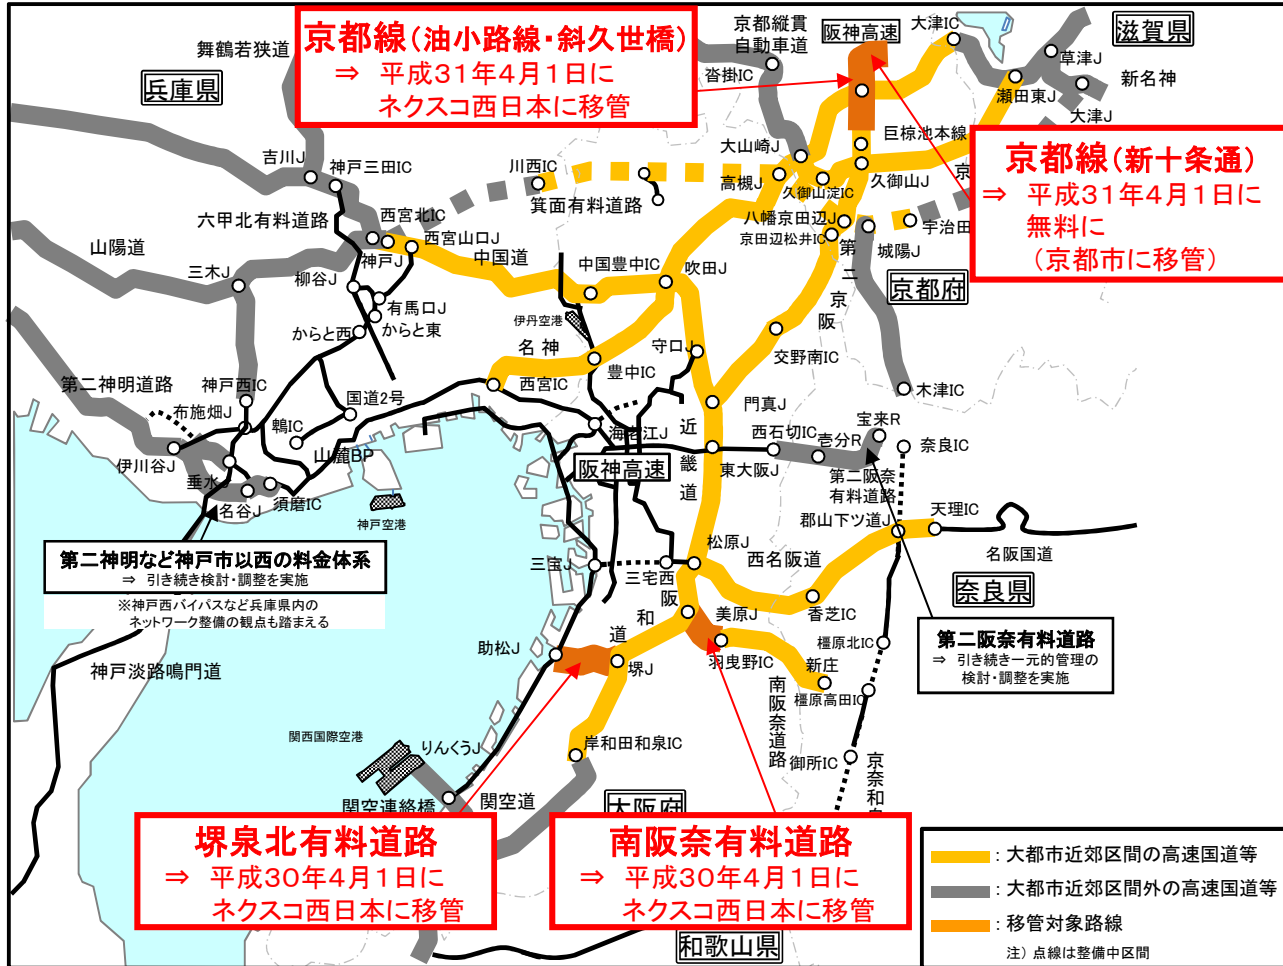 京都線(油小路線・斜久世橋)
⇒ 平成31年4月1日に
ネクスコ西日本に移管
京都縦貫
自動車道
阪神高速
大津IC
滋賀県
舞鶴若狭道
兵庫県
沓掛IC
草津J
新名神
瀬田東J
大津J
巨椋池本線
大山崎J
吉川J
神戸三田IC
川西IC
高槻J
久御山淀IC
久御山J
京
京都線(新十条通)
⇒ 平成31年4月1日に
無料に
(京都市に移管)
六甲北有料道路
箕面有料道路
西宮北IC
西宮山口J
八幡京田辺J
京田辺松井IC
宇治田
城陽J
山陽道
神戸J
中国道
中国豊中IC
吹田J
第二京阪
京都府
三木J
柳谷J
有馬口J
からと西
からと東
伊丹空港
名神
守口J
豊中IC
交野南IC
第二神明道路
神戸西IC
国道2号
西宮IC
木津IC
布施畑J
鵯IC
門真J
海老江J
近畿道
西石切IC
宝来R
壱分R
奈良IC
伊川谷J
山麓BP
阪神高速
東大阪J
第二阪奈
有料道路
垂水J
名谷J
須磨IC
神戸空港
郡山下ツ道J
天理IC
第二神明など神戸市以西の料金体系
⇒ 引き続き検討・調整を実施
※神戸西バイパスなど兵庫県内の
ネットワーク整備の観点も踏まえる
三宝J
三宅西
松原J
西名阪道
名阪国道
香芝IC
奈良県
阪和道
美原J
橿原北IC
第二阪奈有料道路
⇒ 引き続き一元的管理の
検討・調整を実施
神戸淡路鳴門道
助松J
堺J
羽曳野IC
新庄
橿原高田IC
南阪奈道路
関西国際空港
りんくうJ
岸和田和泉IC
御所IC
京奈和自
関空連絡橋
関空道
大阪府
堺泉北有料道路
⇒ 平成30年4月1日に
ネクスコ西日本に移管
南阪奈有料道路
⇒ 平成30年4月1日に
ネクスコ西日本に移管
和歌山県
: 大都市近郊区間の高速国道等
: 大都市近郊区間外の高速国道等
: 移管対象路線
注) 点線は整備中区間